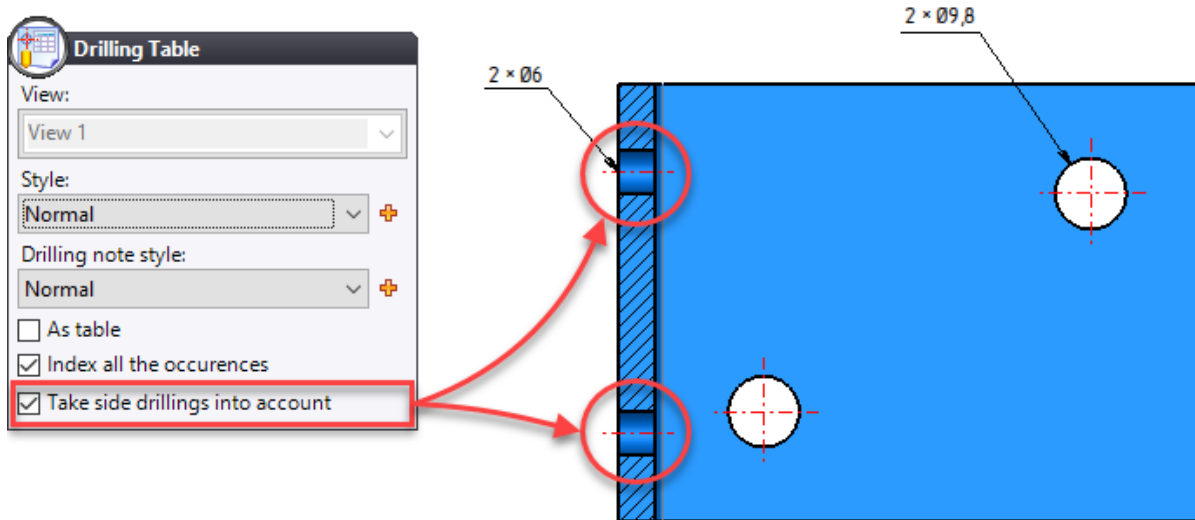 Drilling Table
View:
View 1
Style:
Normal
Drilling note style:
Normal
As table
Index all the occurences
Take side drillings into account
2 × Ø6
2 × Ø9,8